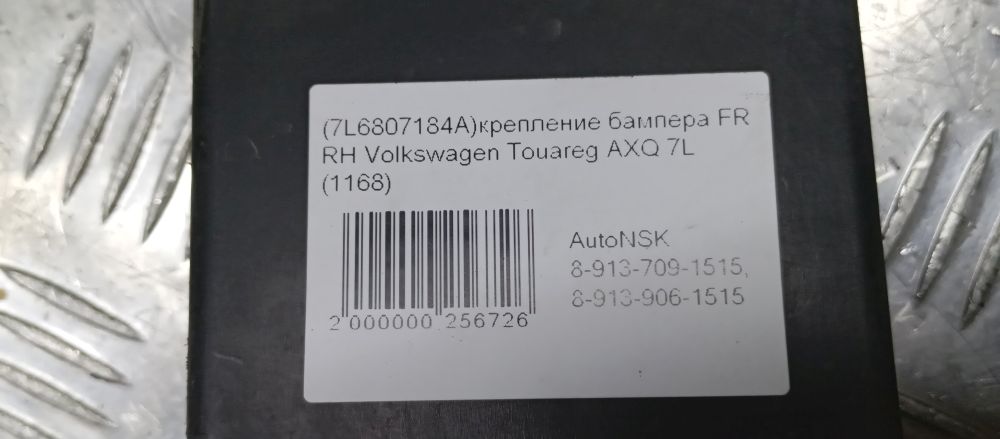 (7L6807184A)крепление бампера FR
RH Volkswagen Touareg AXQ 7L
(1168)
AutoNSK
8-913-709-1515,
8-913-906-1515
2 000000 256726